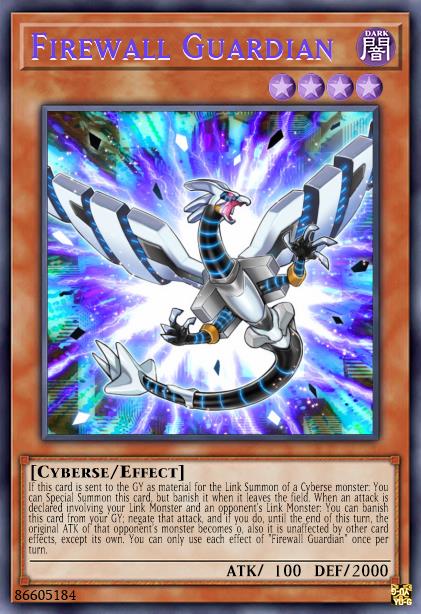 Firewall Guardian
DARK
闇
[Cyberse/Effect]
If this card is sent to the GY as material for the Link Summon of a Cyberse monster: You
can Special Summon this card, but banish it when it leaves the field. When an attack is
declared involving your Link Monster and an opponent's Link Monster: You can banish
this card from your GY; negate that attack, and if you do, until the end of this turn, the
original ATK of that opponent's monster becomes 0, also it is unaffected by other card
effects, except its own. You can only use each effect of "Firewall Guardian" once per
turn.
ATK/ 100 DEF/2000
86605184